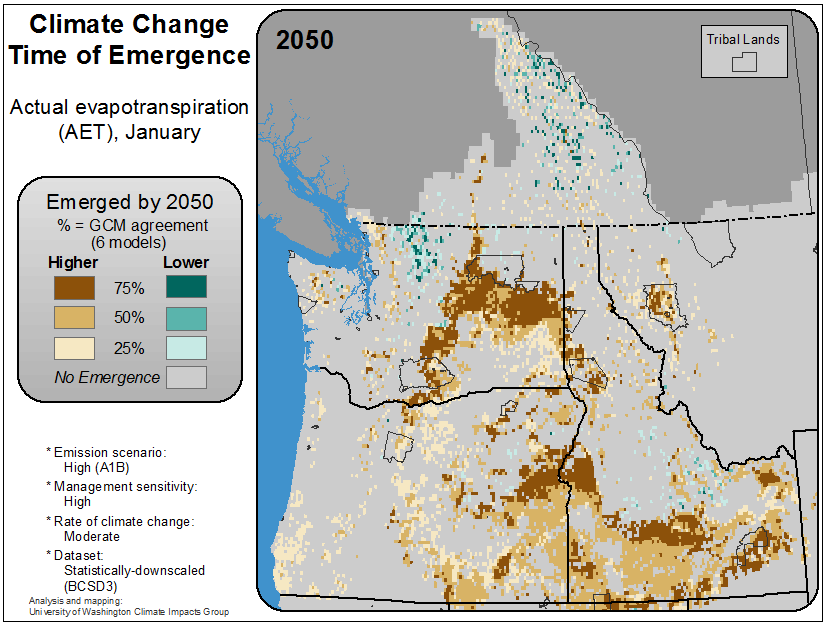 Climate Change
Time of Emergence
Actual evapotranspiration
(AET), January
Emerged by 2050
% = GCM agreement
(6 models)
Higher
Lower
75%
50%
25%
No Emergence
* Emission scenario:
High (A1B)
* Management sensitivity:
High
* Rate of climate change:
Moderate
* Dataset:
Statistically-downscaled
(BCSD3)
Analysis and mapping:
University of Washington Climate Impacts Group
2050
Tribal Lands